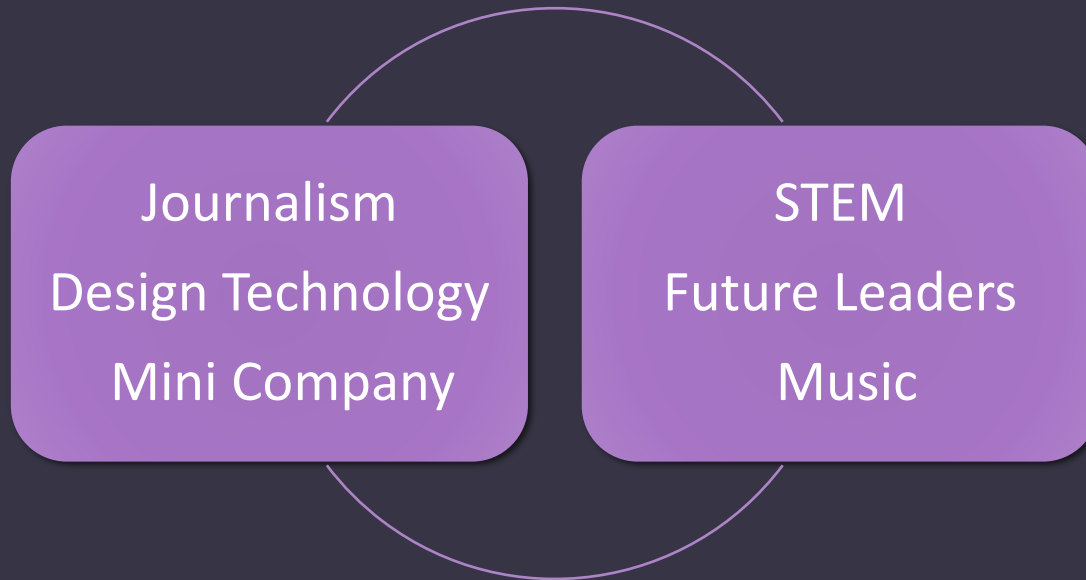 Journalism
Design Technology
Mini Company
STEM
Future Leaders
Music